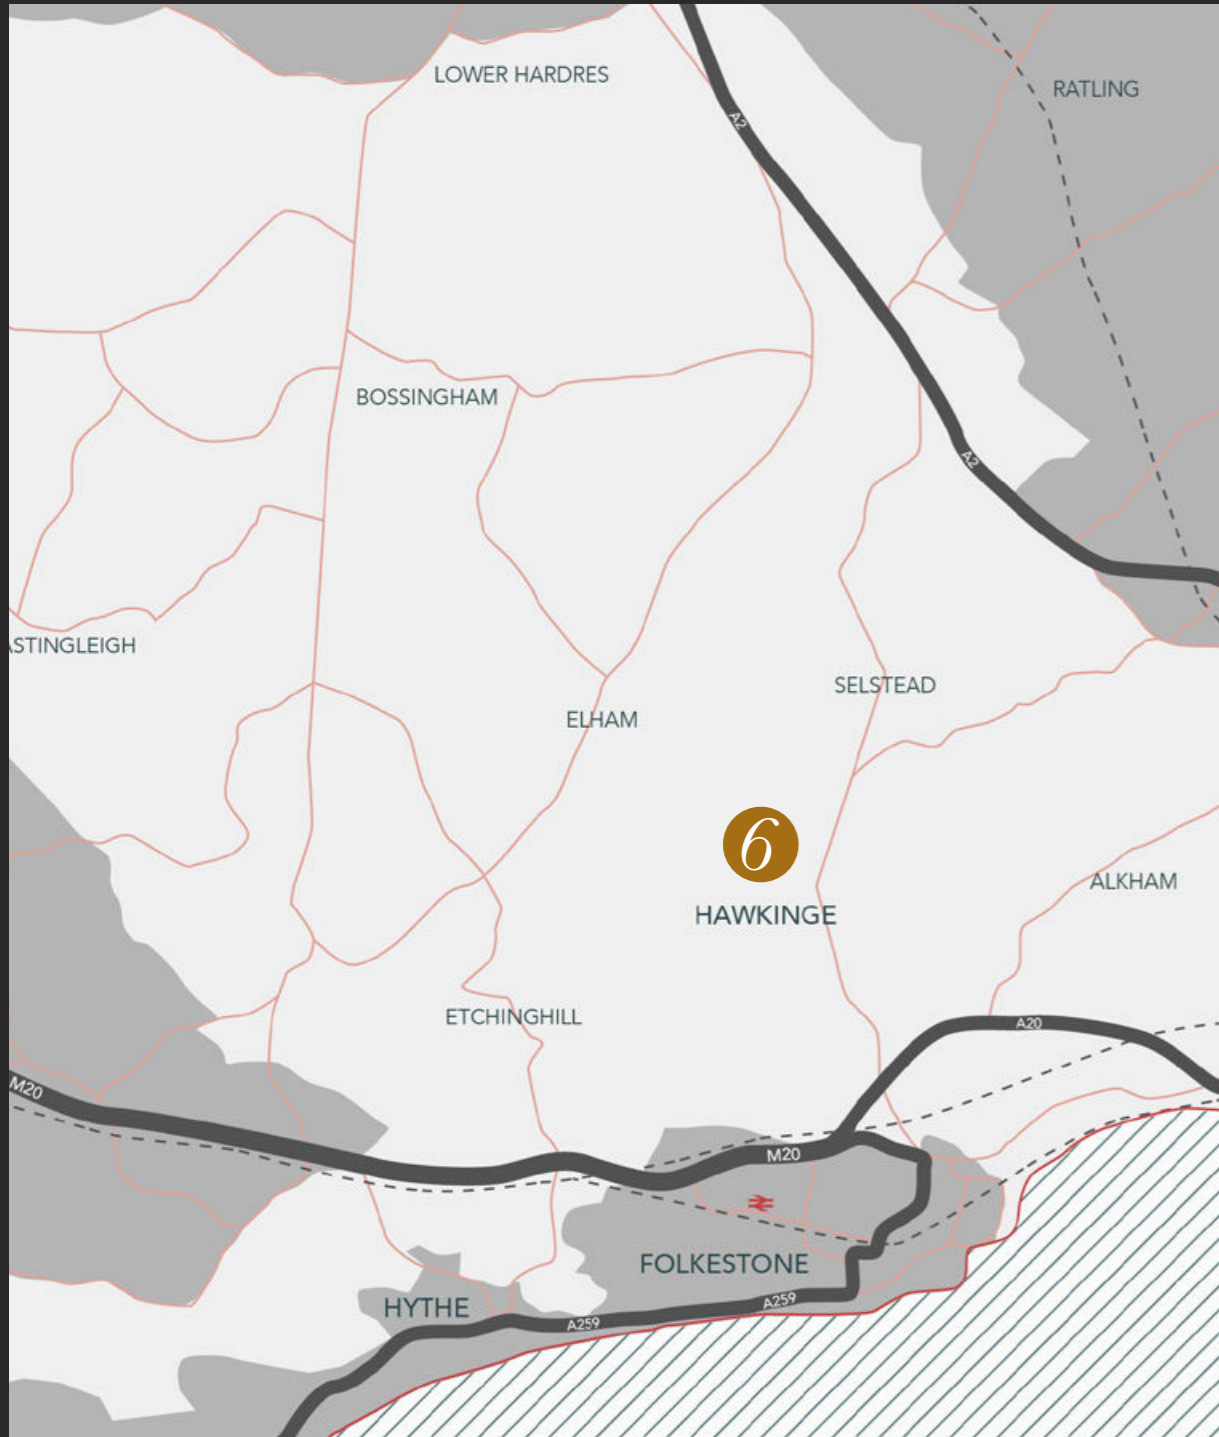 LOWER HARDRES
RATLING
A2
BOSSINGHAM
A2
ASTINGLEIGH
SELSTEAD
ELHAM
6
ALKHAM
HAWKINGE
ETCHINGHILL
A20
M20
M20
FOLKESTONE
HYTHE
A259
A259